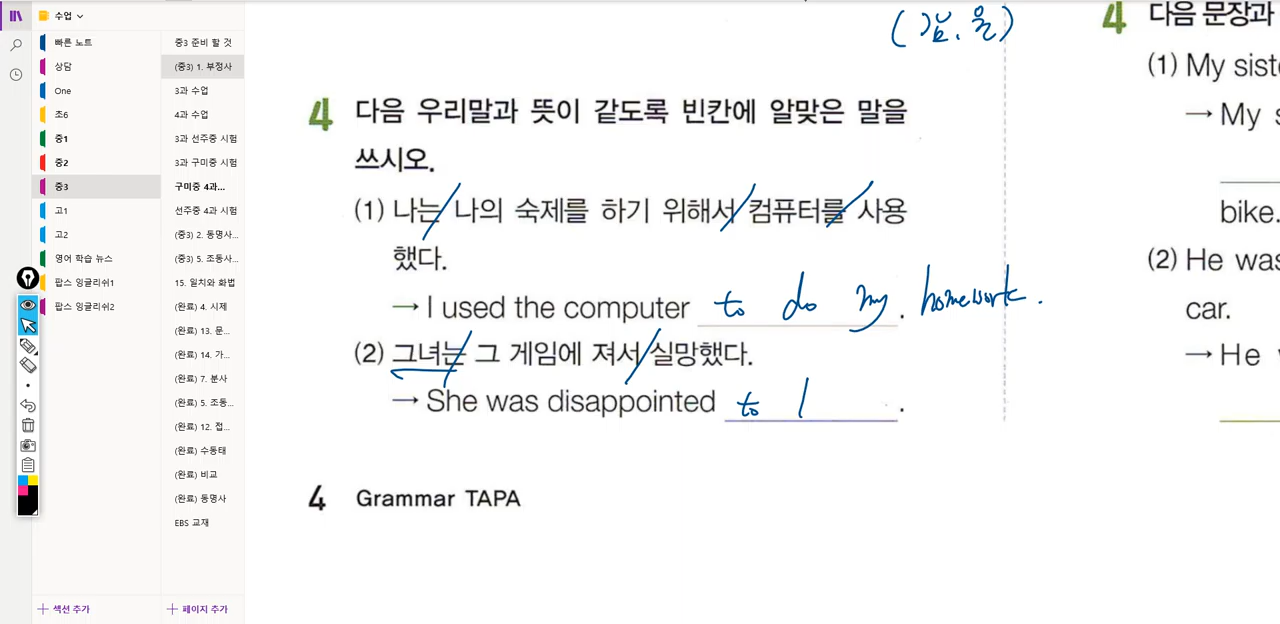 수업
빠른 노트
상담
One
초6
중1
중2
중3
고1
고2
영어 학습 뉴스
팝스 잉글리쉬1
팝스 잉글리쉬2
섹션 추가
중3 준비 할 것
(중3) 1. 부정사
3과 수업
4과 수업
3과 선주중 시험
3과 구미중 시험
구미중 4과...
선주중 4과 시험
(중3) 2. 동명사...
(중3) 5. 조동사...
15. 일치와 화법
(완료) 4. 시제
(완료) 13. 문...
(완료) 14. 가...
(완료) 7. 분사
(완료) 5. 조동...
(완료) 12. 접...
(완료) 수동태
(완료) 비교
(완료) 동명사
EBS 교재
페이지 추가
4 다음 우리말과 뜻이 같도록 빈칸에 알맞은 말을
쓰시오.
(1) 나는 나의 숙제를 하기 위해서 컴퓨터를 사용
했다.
→ I used the computer to do my homework.
(2) 그녀는 그 게임에 져서 실망했다.
→ She was disappointed to l .
4 Grammar TAPA
4 다음 문장과
(1) My siste
→ My s
bike.
(2) He was
car.
→ He